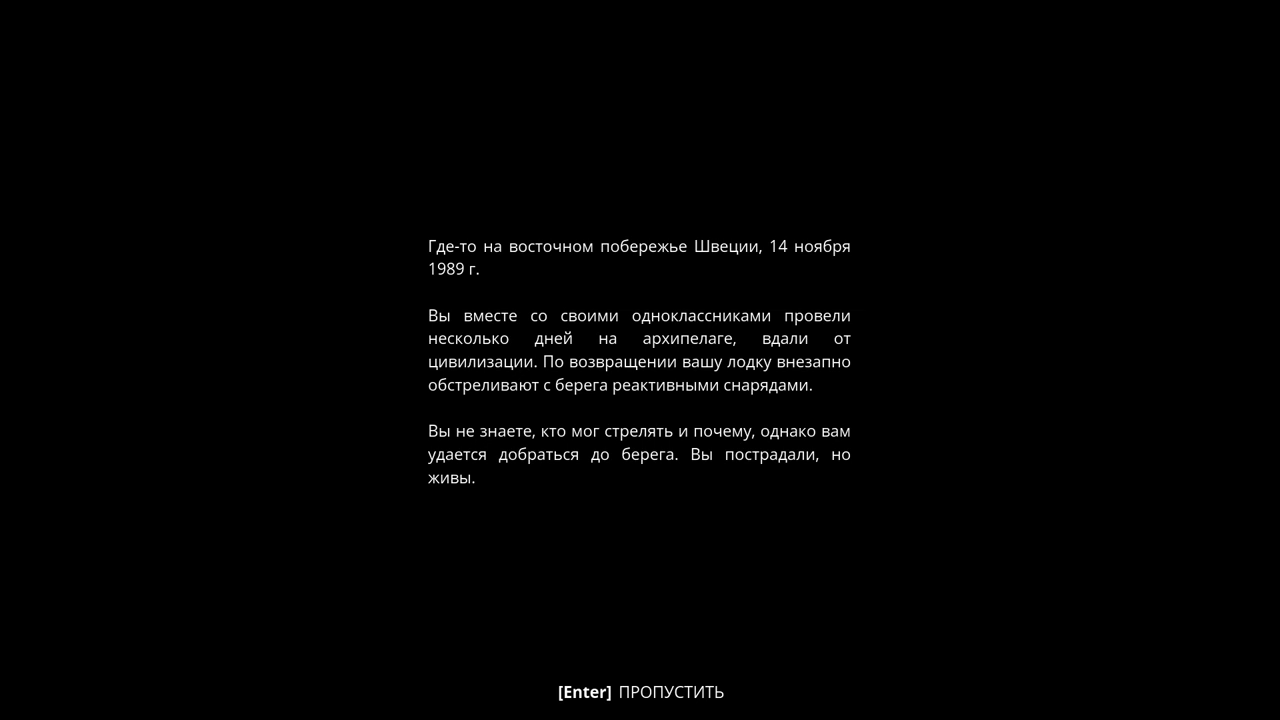 Где-то на восточном побережье Швеции, 14 ноября
1989 г.
Вы вместе со своими одноклассниками провели
несколько дней на архипелаге, вдали от
цивилизации. По возвращении вашу лодку внезапно
обстреливают с берега реактивными снарядами.
Вы не знаете, кто мог стрелять и почему, однако вам
удается добраться до берега. Вы пострадали, но
живы.
[Enter] ПРОПУСТИТЬ